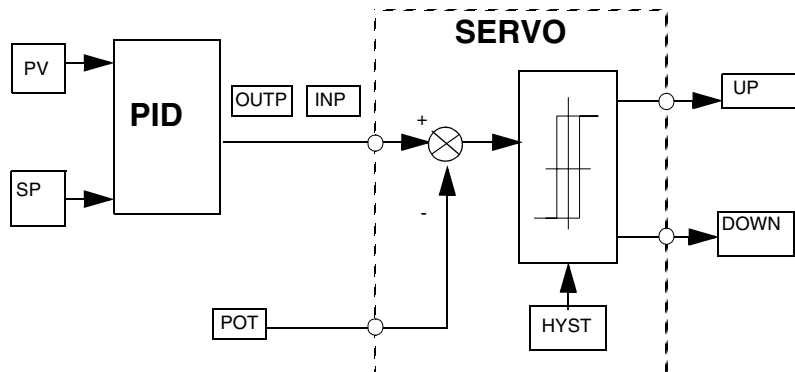 SERVO
PV
PID
OUTP INP
UP
+
SP
-
DOWN
POT
HYST